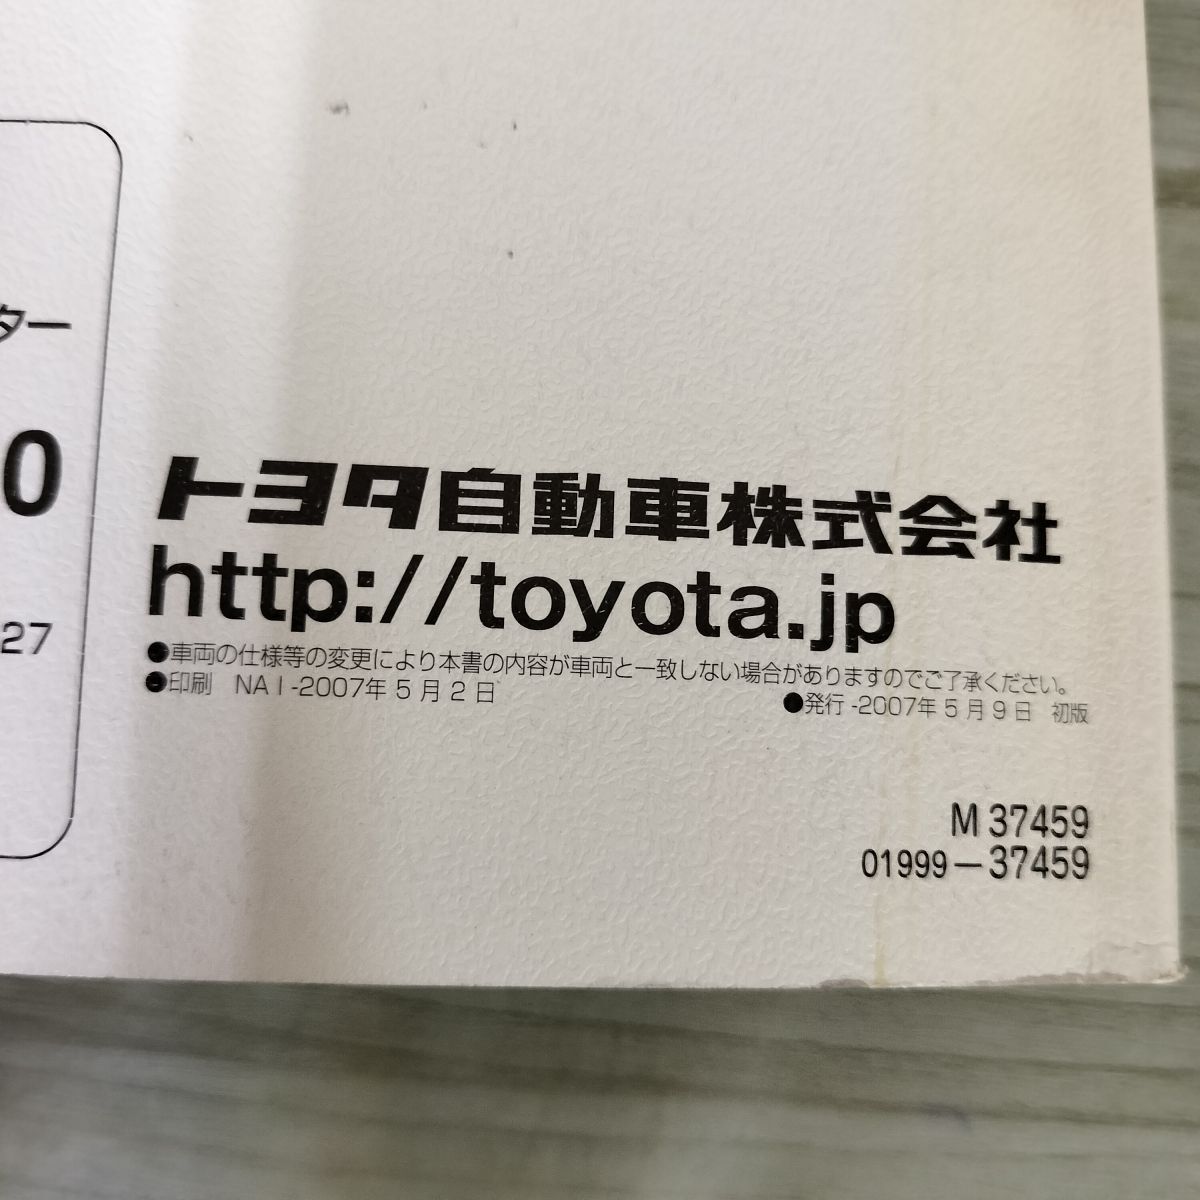 ター
0
27
トヨタ自動車株式会社
http://toyota.jp
●車両の仕様等の変更により本書の内容が車両と一致しない場合がありますのでご了承ください。
●印刷 NAI-2007年5月2日 ●発行-2007年5月9日 初版
M 37459
01999-37459